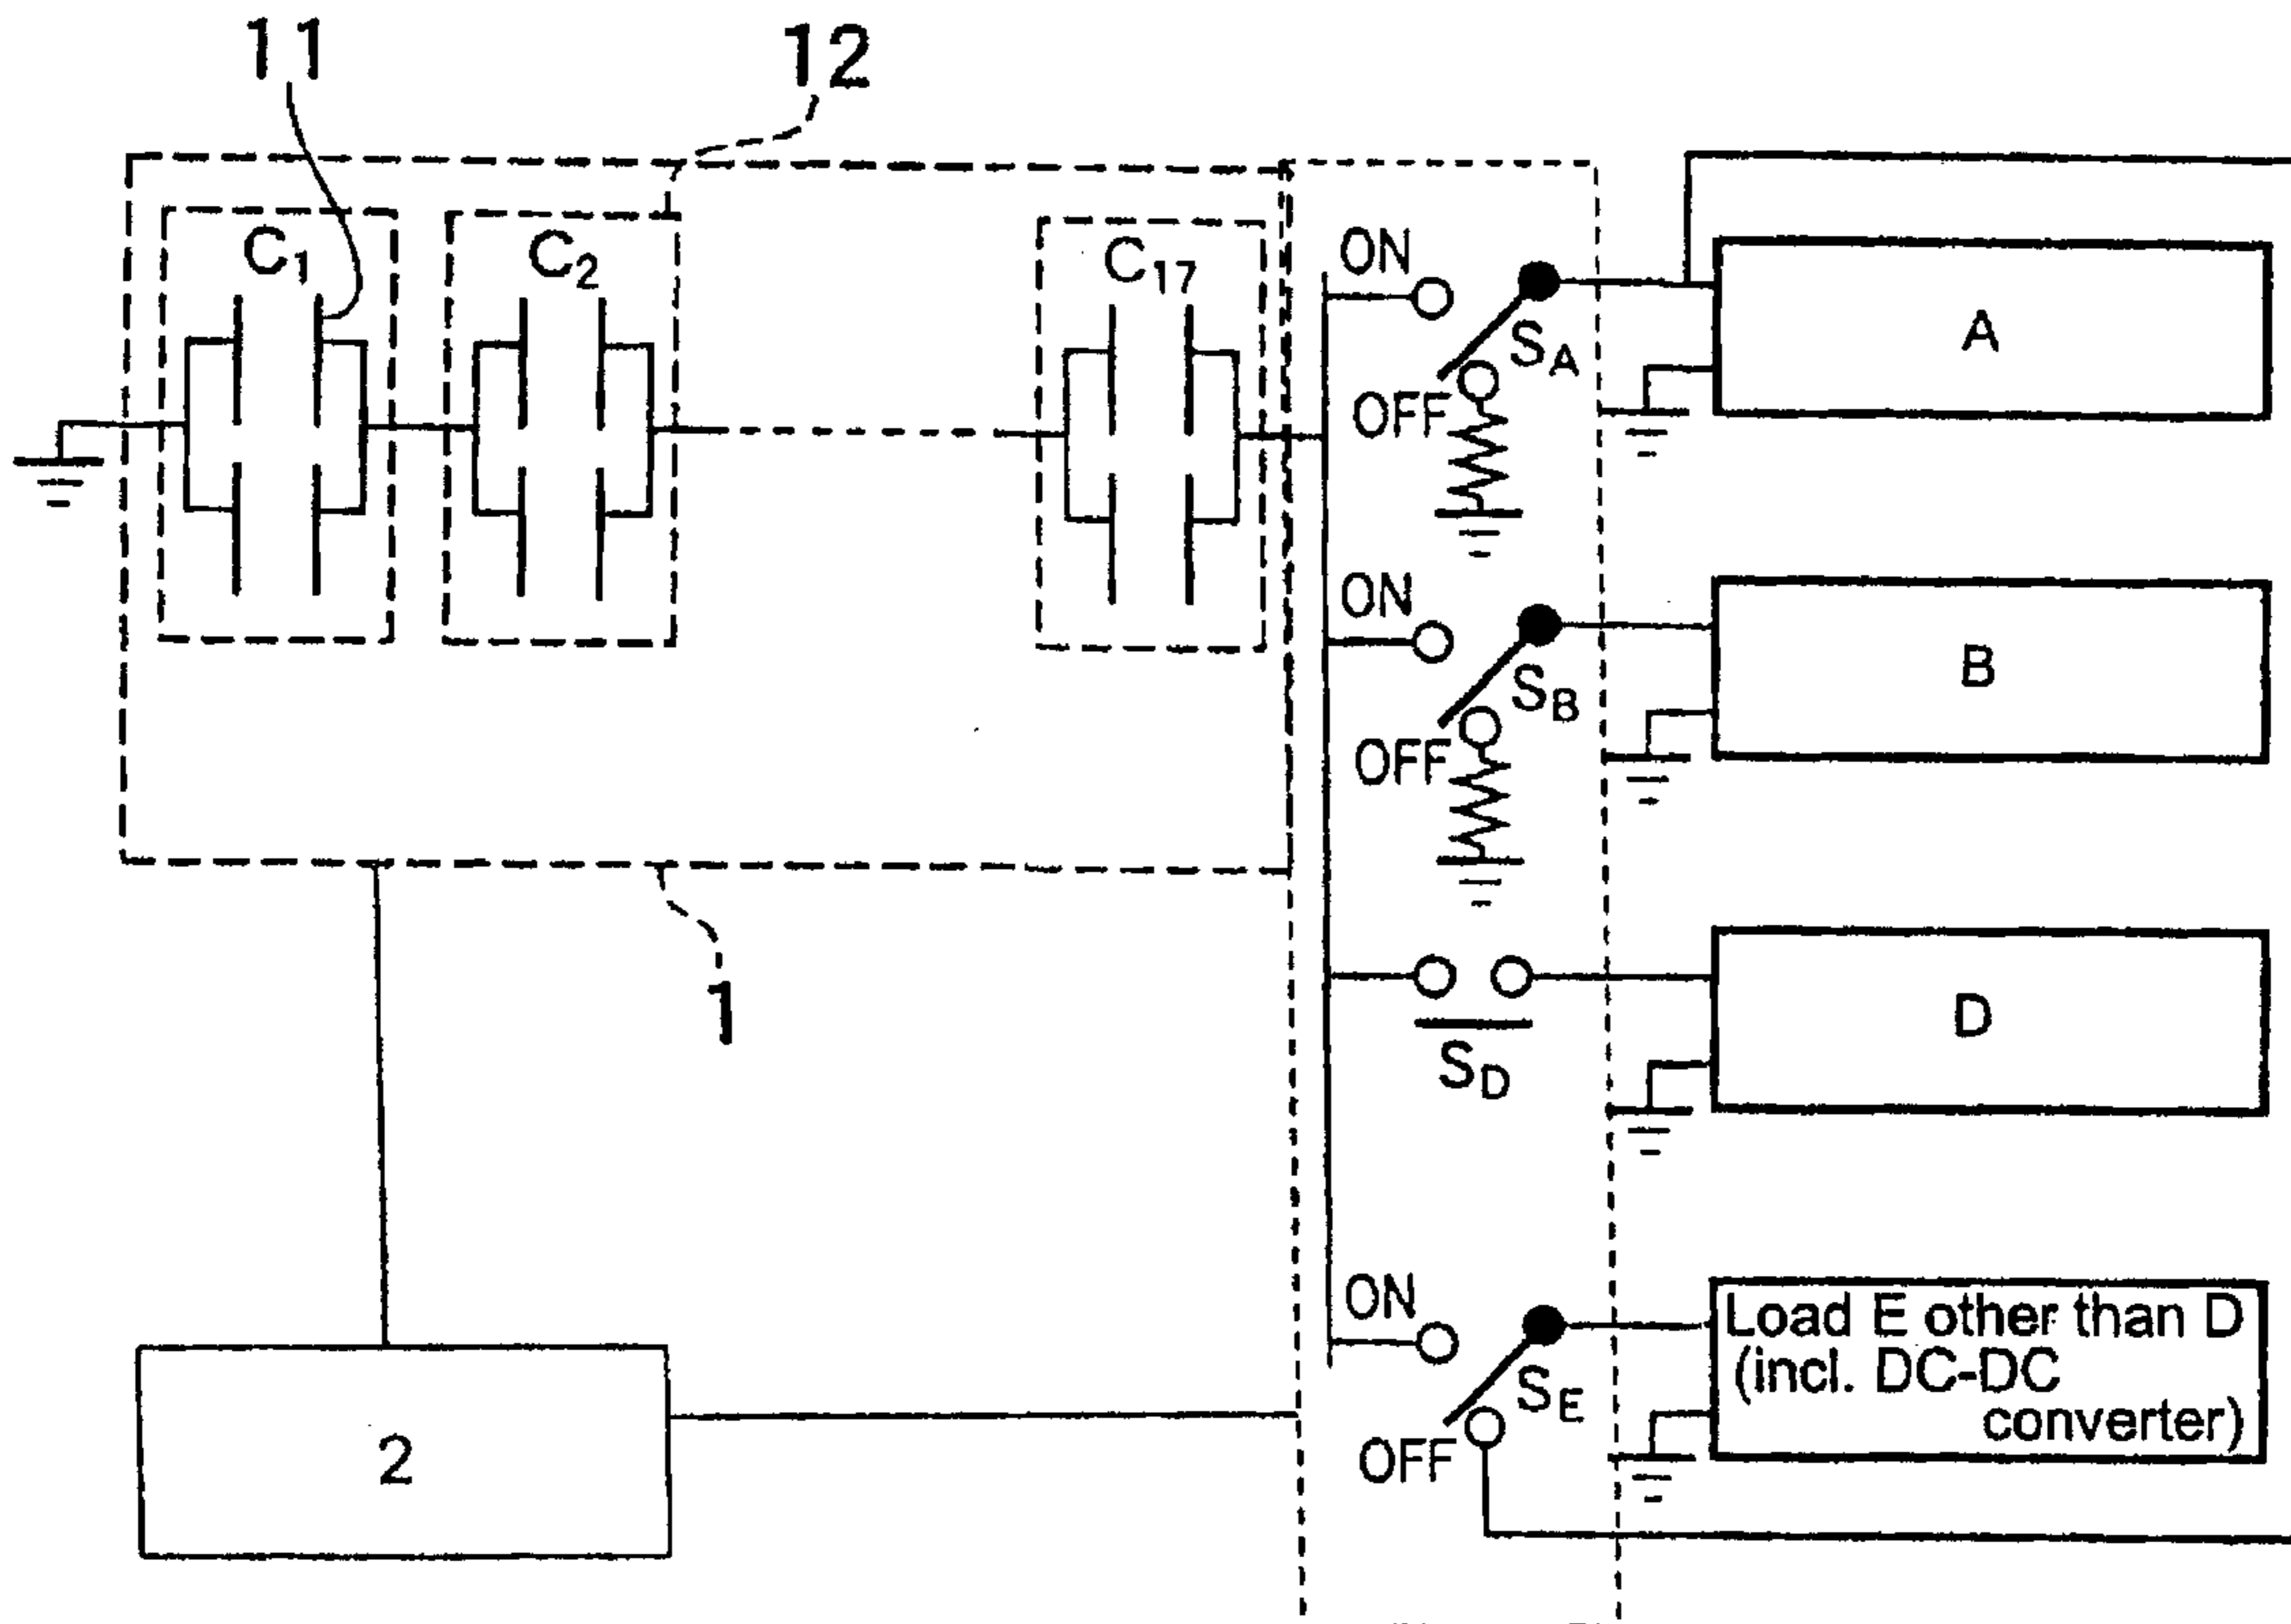 11
12
C1
C2
C17
ON
SA
OFF
A
ON
SB
OFF
B
1
SD
D
ON
SE
OFF
Load E other than D
(incl. DC-DC
converter)
2